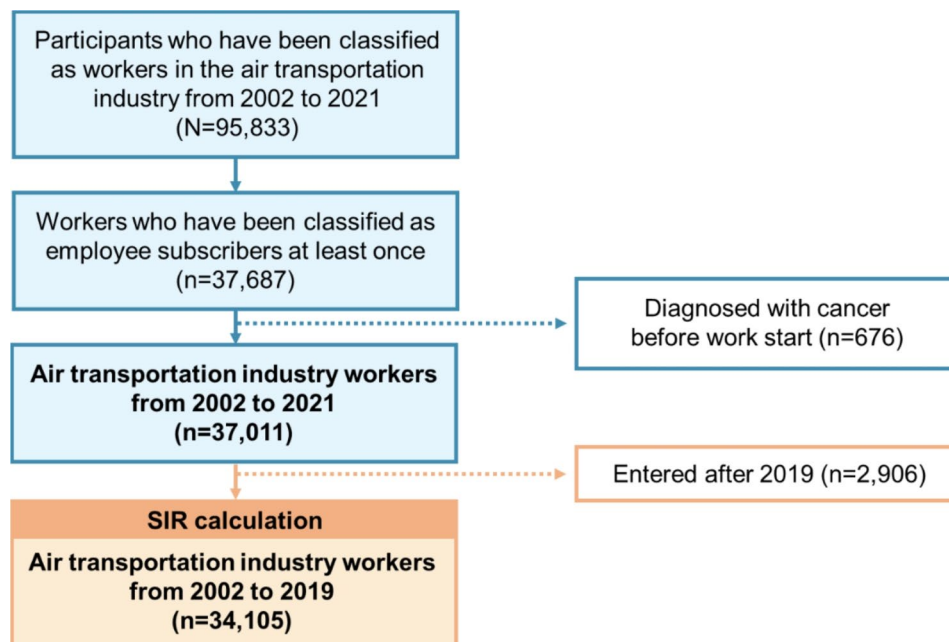 Participants who have been classified
as workers in the air transportation
industry from 2002 to 2021
(N=95,833)
Workers who have been classified as
employee subscribers at least once
(n=37,687)
Diagnosed with cancer
before work start (n=676)
Air transportation industry workers
from 2002 to 2021
(n=37,011)
Entered after 2019 (n=2,906)
SIR calculation
Air transportation industry workers
from 2002 to 2019
(n=34,105)